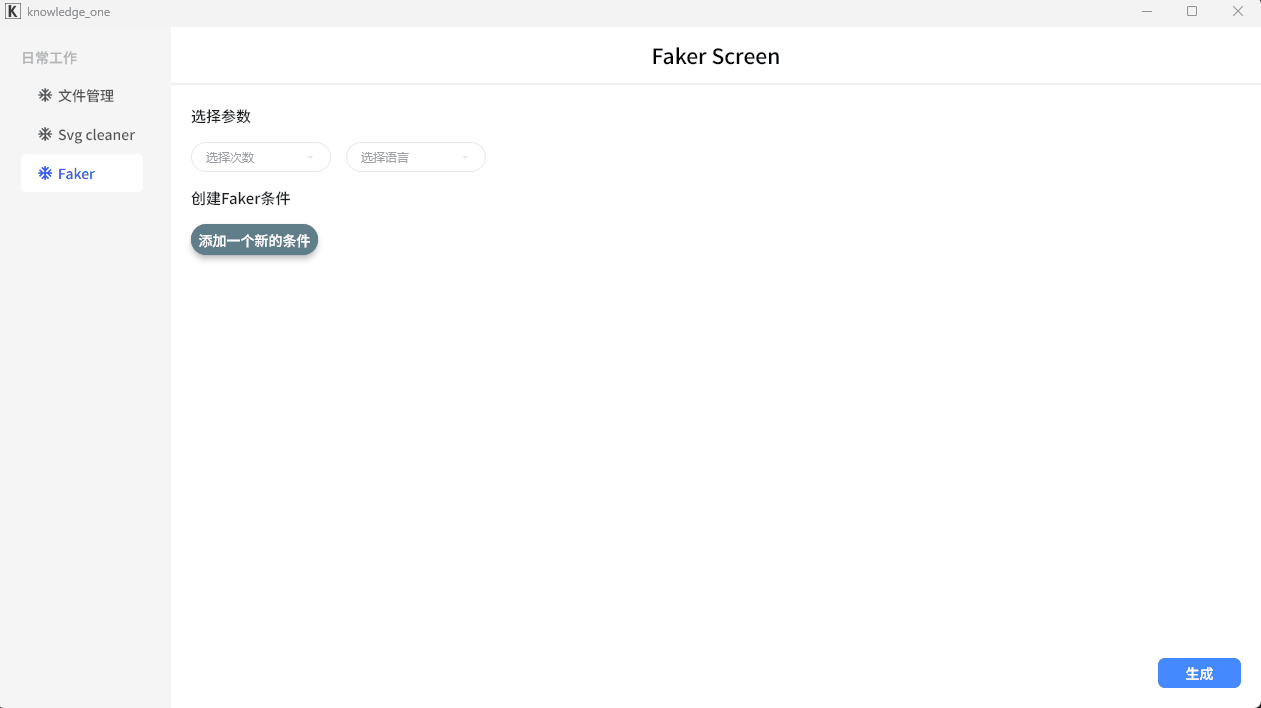 K knowledge_one
日常工作
文件管理
Svg cleaner
Faker
Faker Screen
选择参数
选择次数 选择语言
创建Faker条件
添加一个新的条件
生成